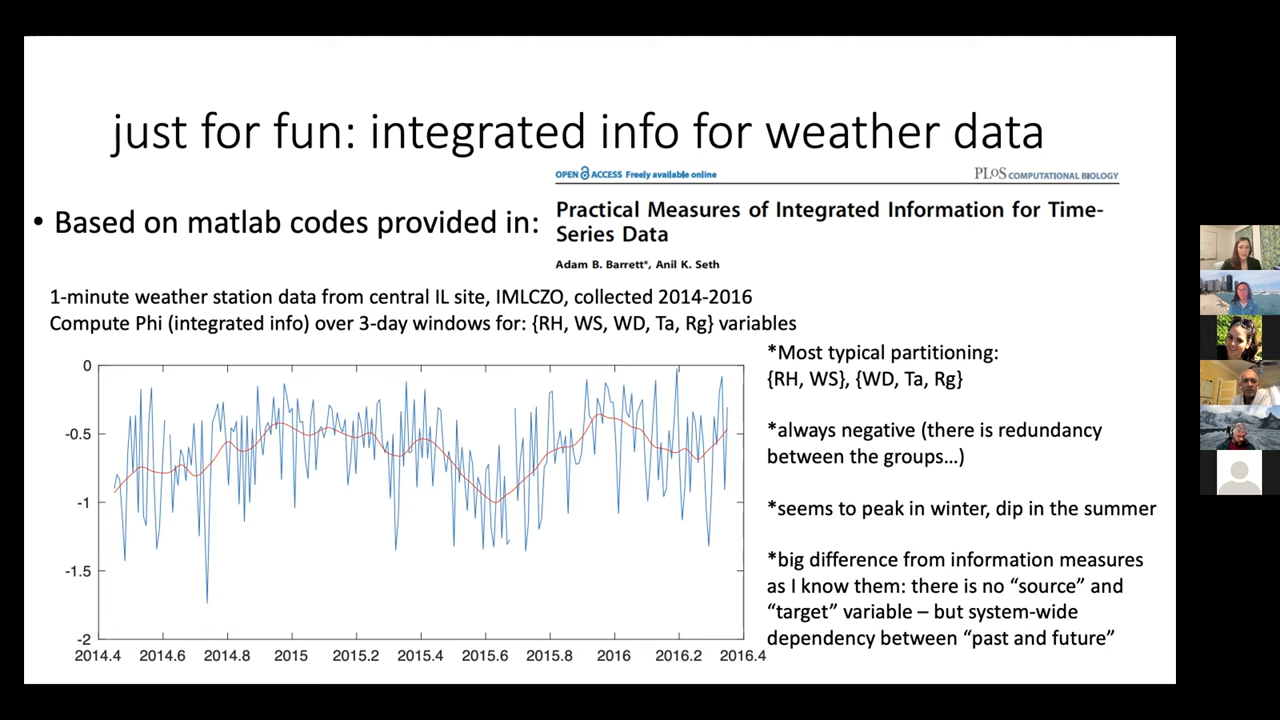 just for fun: integrated info for weather data
OPEN ACCESS Freely available online
PLoS COMPUTATIONAL BIOLOGY
• Based on matlab codes provided in:
Practical Measures of Integrated Information for Time-
Series Data
Adam B. Barrett*, Anil K. Seth
1-minute weather station data from central IL site, IMLCZO, collected 2014-2016
Compute Phi (integrated info) over 3-day windows for: {RH, WS, WD, Ta, Rg} variables
0
-0.5
-1
-1.5
-2
2014.4 2014.6 2014.8 2015 2015.2 2015.4 2015.6 2015.8 2016 2016.2 2016.4
*Most typical partitioning:
{RH, WS}, {WD, Ta, Rg}
*always negative (there is redundancy
between the groups…)
*seems to peak in winter, dip in the summer
*big difference from information measures
as I know them: there is no “source” and
“target” variable – but system-wide
dependency between “past and future”